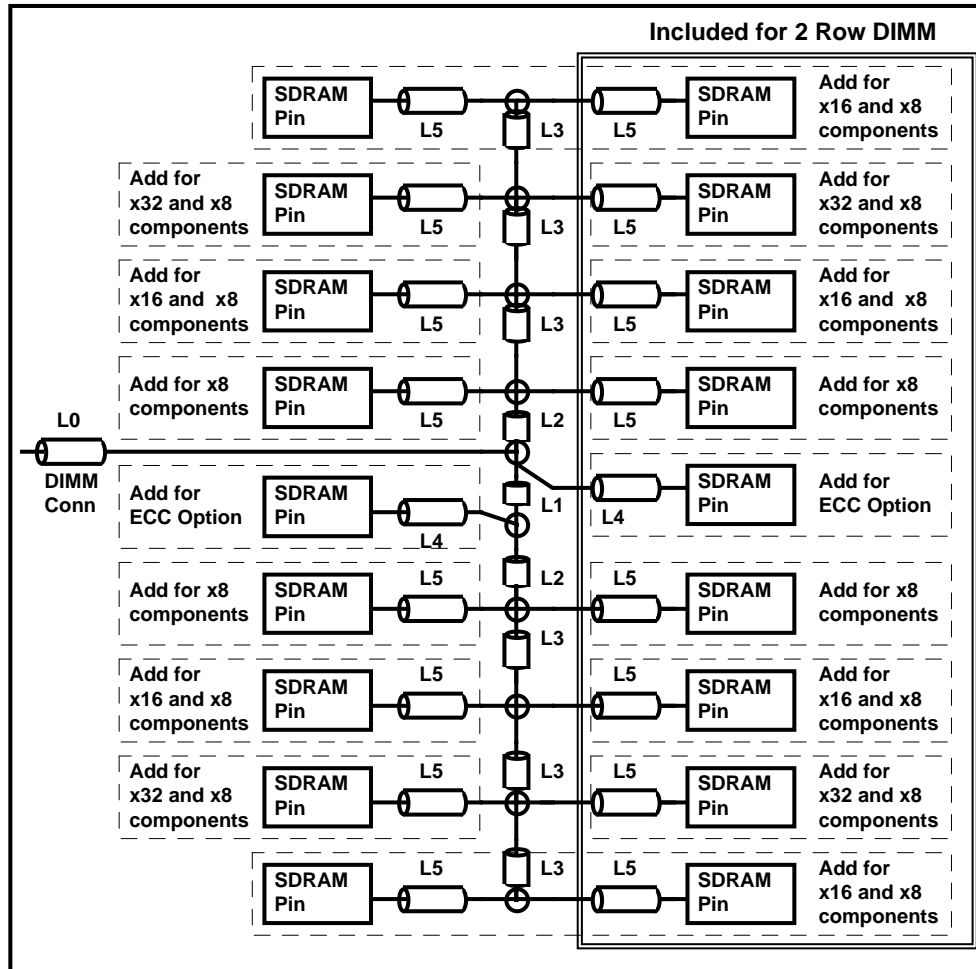 Included for 2 Row DIMM
SDRAM
Pin
L5
L3
L5
SDRAM
Pin
Add for
x16 and x8
components
Add for
x32 and x8
components
SDRAM
Pin
L5
L3
L5
SDRAM
Pin
Add for
x32 and x8
components
Add for
x16 and x8
components
SDRAM
Pin
L5
L3
L5
SDRAM
Pin
Add for
x16 and x8
components
Add for x8
components
SDRAM
Pin
L5
L2
L5
SDRAM
Pin
Add for x8
components
L0
DIMM
Conn
Add for
ECC Option
SDRAM
Pin
L4
L1
L4
SDRAM
Pin
Add for
ECC Option
Add for x8
components
SDRAM
Pin
L5
L2
L5
SDRAM
Pin
Add for x8
components
L3
Add for
x16 and x8
components
SDRAM
Pin
L5
L5
SDRAM
Pin
Add for
x16 and x8
components
Add for
x32 and x8
components
SDRAM
Pin
L5
L3
L5
SDRAM
Pin
Add for
x32 and x8
components
SDRAM
Pin
L5
L3
L5
SDRAM
Pin
Add for
x16 and x8
components